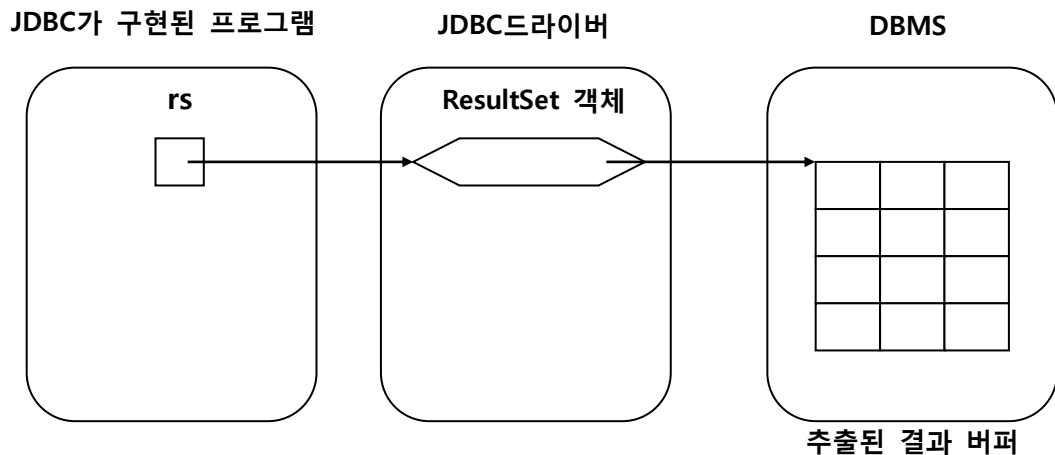 JDBC가 구현된 프로그램
JDBC드라이버
DBMS
rs
ResultSet 객체
추출된 결과 버퍼